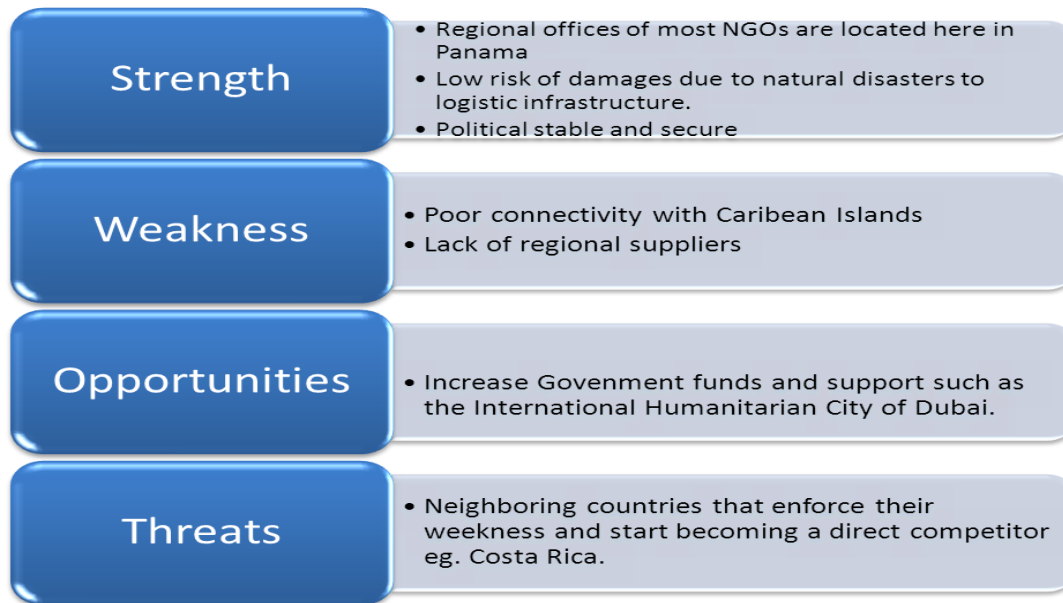 Strength
• Regional offices of most NGOs are located here in
Panama
• Low risk of damages due to natural disasters to
logistic infrastructure.
• Political stable and secure
Weakness
• Poor connectivity with Caribean Islands
• Lack of regional suppliers
Opportunities
• Increase Govenment funds and support such as
the International Humanitarian City of Dubai.
Threats
• Neighboring countries that enforce their
weakness and start becoming a direct competitor
eg. Costa Rica.